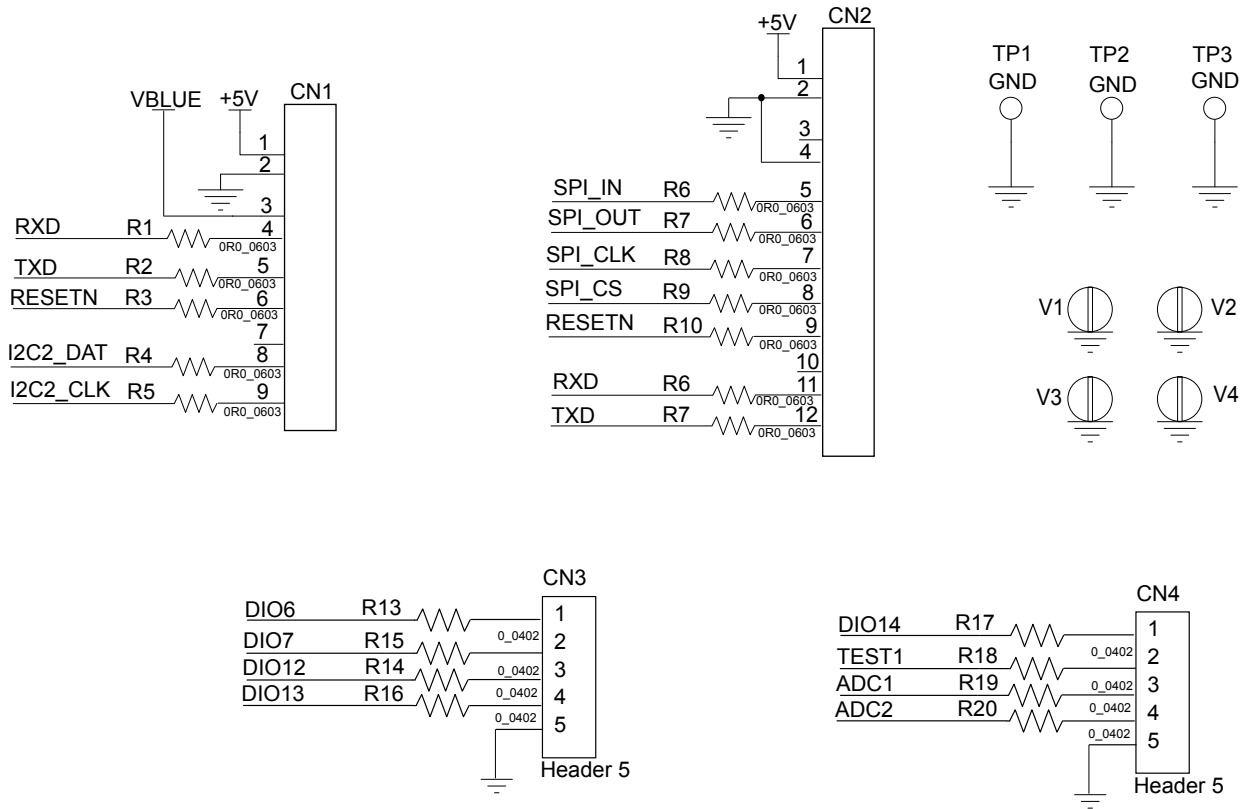 CN1
VBLUE +5V
1
2
3
RXD R1 4
0R0_0603
TXD R2 5
0R0_0603
RESETN R3 6
0R0_0603
7
I2C2_DAT R4 8
0R0_0603
I2C2_CLK R5 9
0R0_0603
CN2
+5V
1
2
3
4
SPI_IN R6 5
0R0_0603
SPI_OUT R7 6
0R0_0603
SPI_CLK R8 7
0R0_0603
SPI_CS R9 8
0R0_0603
RESETN R10 9
0R0_0603
10
RXD R6 11
0R0_0603
TXD R7 12
0R0_0603
TP1 TP2 TP3
GND GND GND
V1 V2
V3 V4
CN3
DIO6 R13 1
0_0402
DIO7 R15 2
0_0402
DIO12 R14 3
0_0402
DIO13 R16 4
0_0402
5
Header 5
CN4
DIO14 R17 1
0_0402
TEST1 R18 2
0_0402
ADC1 R19 3
0_0402
ADC2 R20 4
0_0402
5
Header 5